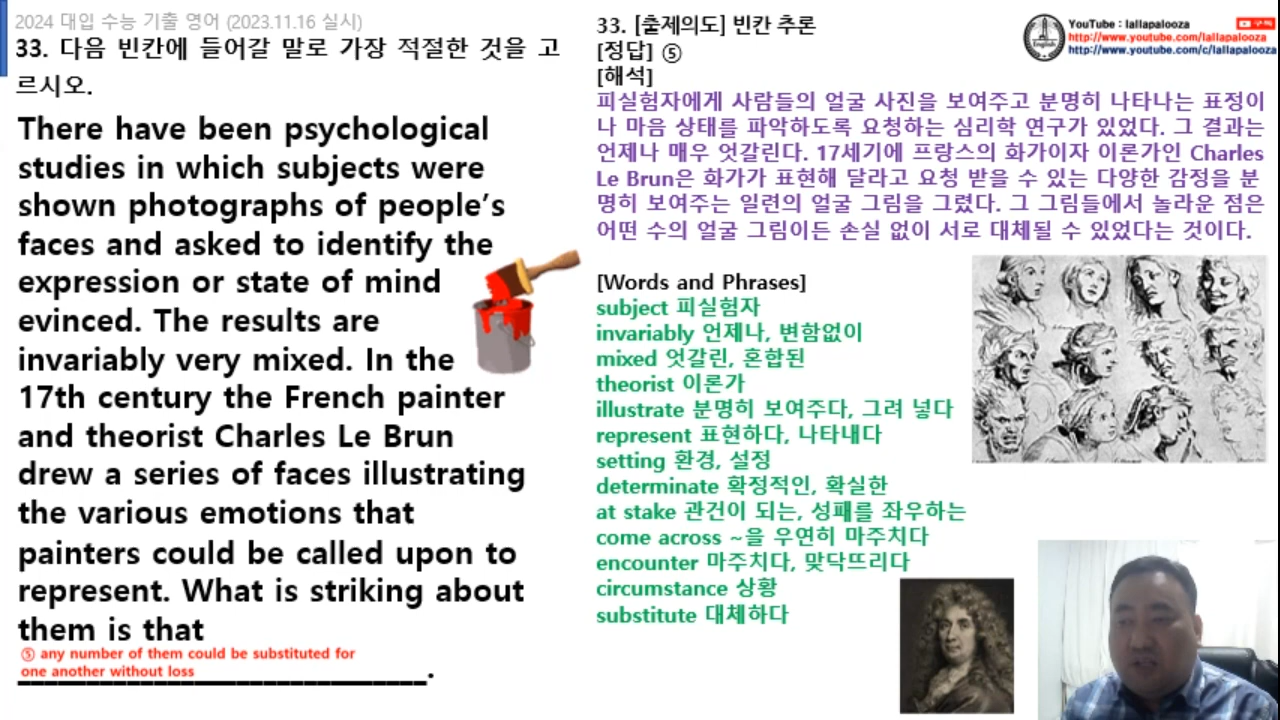 2024 대입 수능 기출 영어 (2023.11.16 실시)
33. 다음 빈칸에 들어갈 말로 가장 적절한 것을 고
르시오.
There have been psychological
studies in which subjects were
shown photographs of people's
faces and asked to identify the
expression or state of mind
evinced. The results are
invariably very mixed. In the
17th century the French painter
and theorist Charles Le Brun
drew a series of faces illustrating
the various emotions that
painters could be called upon to
represent. What is striking about
them is that
⑤ any number of them could be substituted for
one another without loss
_______________________________.
33. [출제의도] 빈칸 추론
[정답] ⑤
[해석]
피실험자에게 사람들의 얼굴 사진을 보여주고 분명히 나타나는 표정이
나 마음 상태를 파악하도록 요청하는 심리학 연구가 있었다. 그 결과는
언제나 매우 엇갈린다. 17세기에 프랑스의 화가이자 이론가인 Charles
Le Brun은 화가가 표현해 달라고 요청 받을 수 있는 다양한 감정을 분
명히 보여주는 일련의 얼굴 그림을 그렸다. 그 그림들에서 놀라운 점은
어떤 수의 얼굴 그림이든 손실 없이 서로 대체될 수 있었다는 것이다.
[Words and Phrases]
subject 피실험자
invariably 언제나, 변함없이
mixed 엇갈린, 혼합된
theorist 이론가
illustrate 분명히 보여주다, 그려 넣다
represent 표현하다, 나타내다
setting 환경, 설정
determinate 확정적인, 확실한
at stake 관건이 되는, 성패를 좌우하는
come across ~을 우연히 마주치다
encounter 마주치다, 맞닥뜨리다
circumstance 상황
substitute 대체하다
YouTube : lallapalooza
구독
http://www.youtube.com/lallapalooza
http://www.youtube.com/c/lallapalooza
English